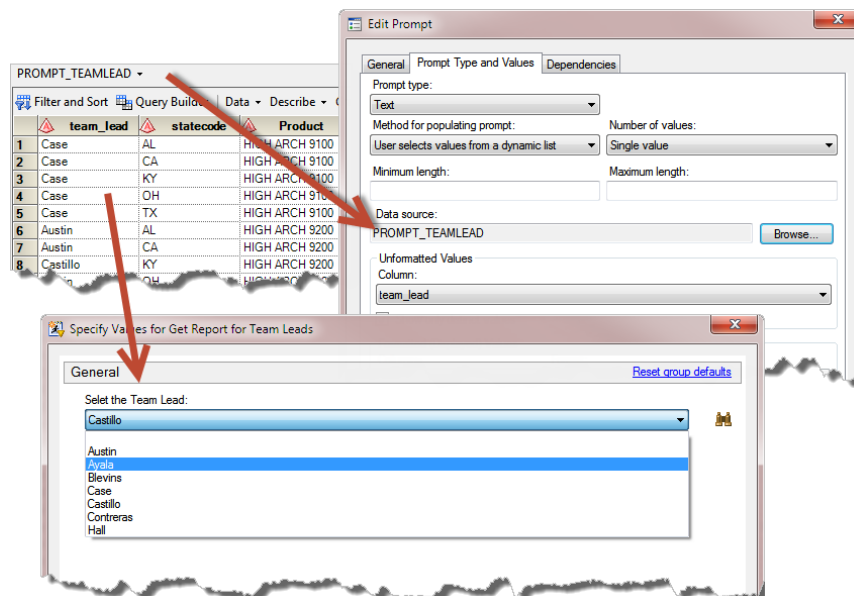 Edit Prompt
General Prompt Type and Values Dependencies
Prompt type:
Text
Method for populating prompt: Number of values:
User selects values from a dynamic list Single value
Minimum length: Maximum length:
Data source:
PROMPT_TEAMLEAD Browse...
Unformatted Values
Column:
team_lead
PROMPT_TEAMLEAD
Filter and Sort Query Builder Data Describe
team_lead statecode Product
1 Case AL HIGH ARCH 9100
2 Case CA HIGH ARCH 9100
3 Case KY HIGH ARCH 9100
4 Case OH HIGH ARCH 9100
5 Case TX HIGH ARCH 9100
6 Austin AL HIGH ARCH 9200
7 Austin CA HIGH ARCH 9200
8 Castillo KY HIGH ARCH 9200
OH
Specify Values for Get Report for Team Leads
General Reset group defaults
Selet the Team Lead:
Castillo
Austin
Ayala
Blevins
Case
Castillo
Contreras
Hall